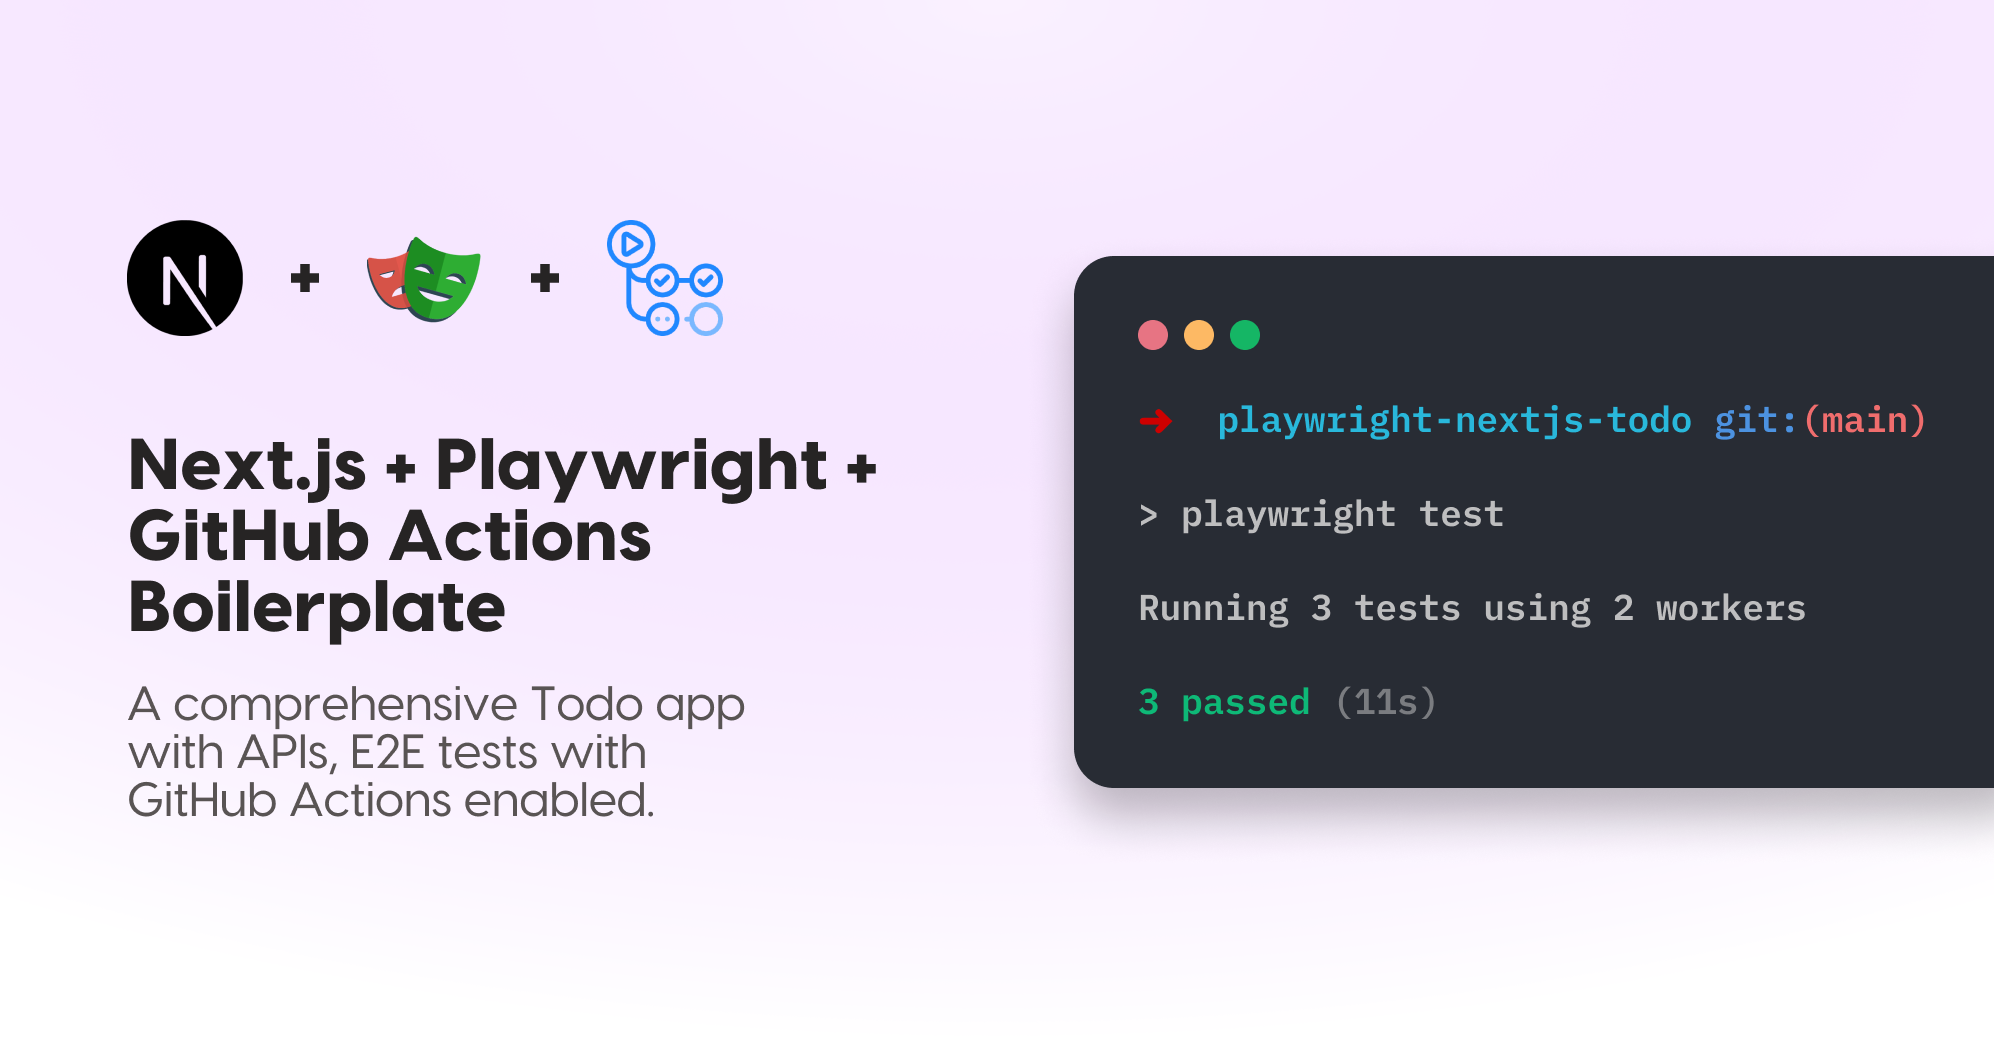 Next.js + Playwright +
GitHub Actions
Boilerplate
A comprehensive Todo app
with APIs, E2E tests with
GitHub Actions enabled.
➜ playwright-nextjs-todo git:(main)
> playwright test
Running 3 tests using 2 workers
3 passed (11s)